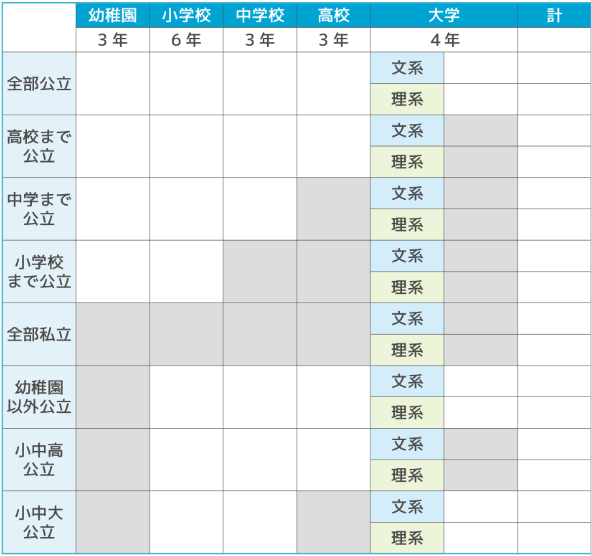 幼稚園 小学校 中学校 高校 大学 計
3年 6年 3年 3年 4年
全部公立 文系
理系
高校まで 文系
公立 理系
中学まで 文系
公立 理系
小学校 文系
まで公立 理系
全部私立 文系
理系
幼稚園 文系
以外公立 理系
小中高 文系
公立 理系
小中大 文系
公立 理系